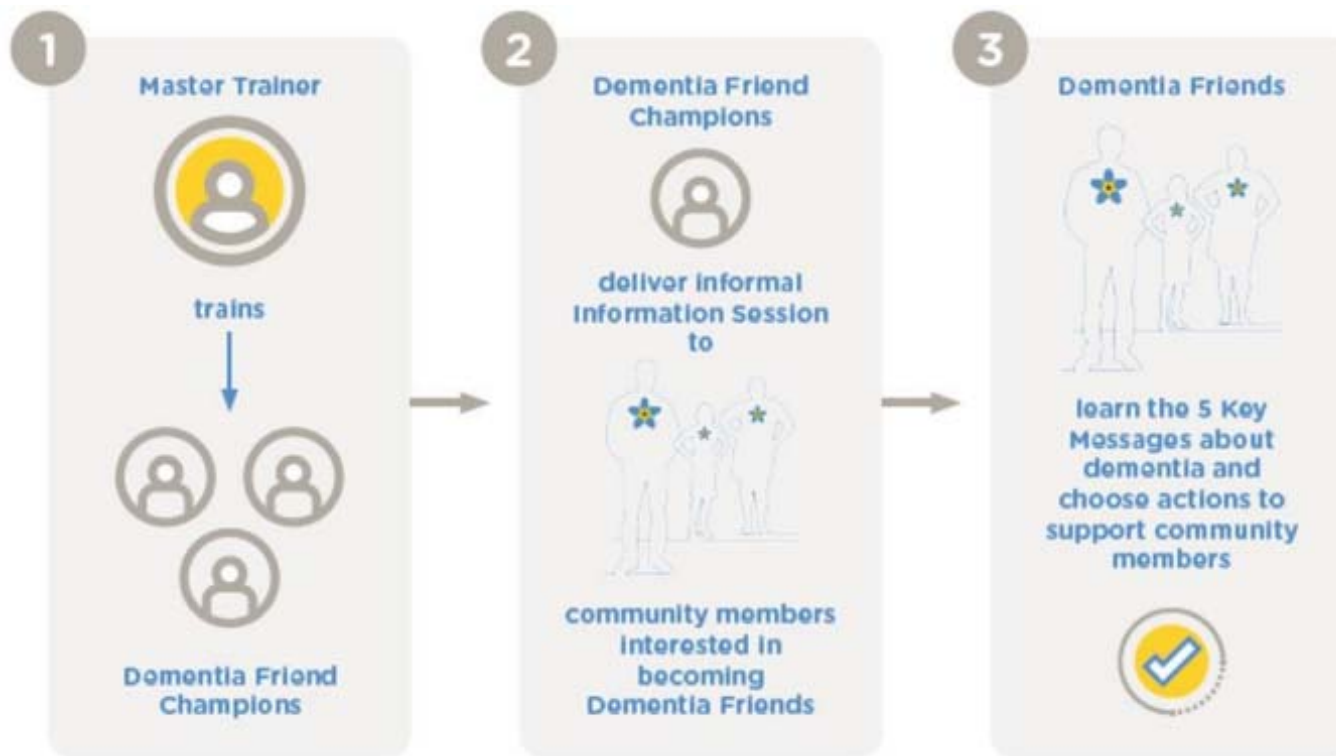 1
Master Trainer
trains
Dementia Friend
Champions
2
Dementia Friend
Champions
deliver informal
Information Session
to
community members
interested in
becoming
Dementia Friends
3
Dementia Friends
learn the 5 Key
Messages about
dementia and
choose actions to
support community
members